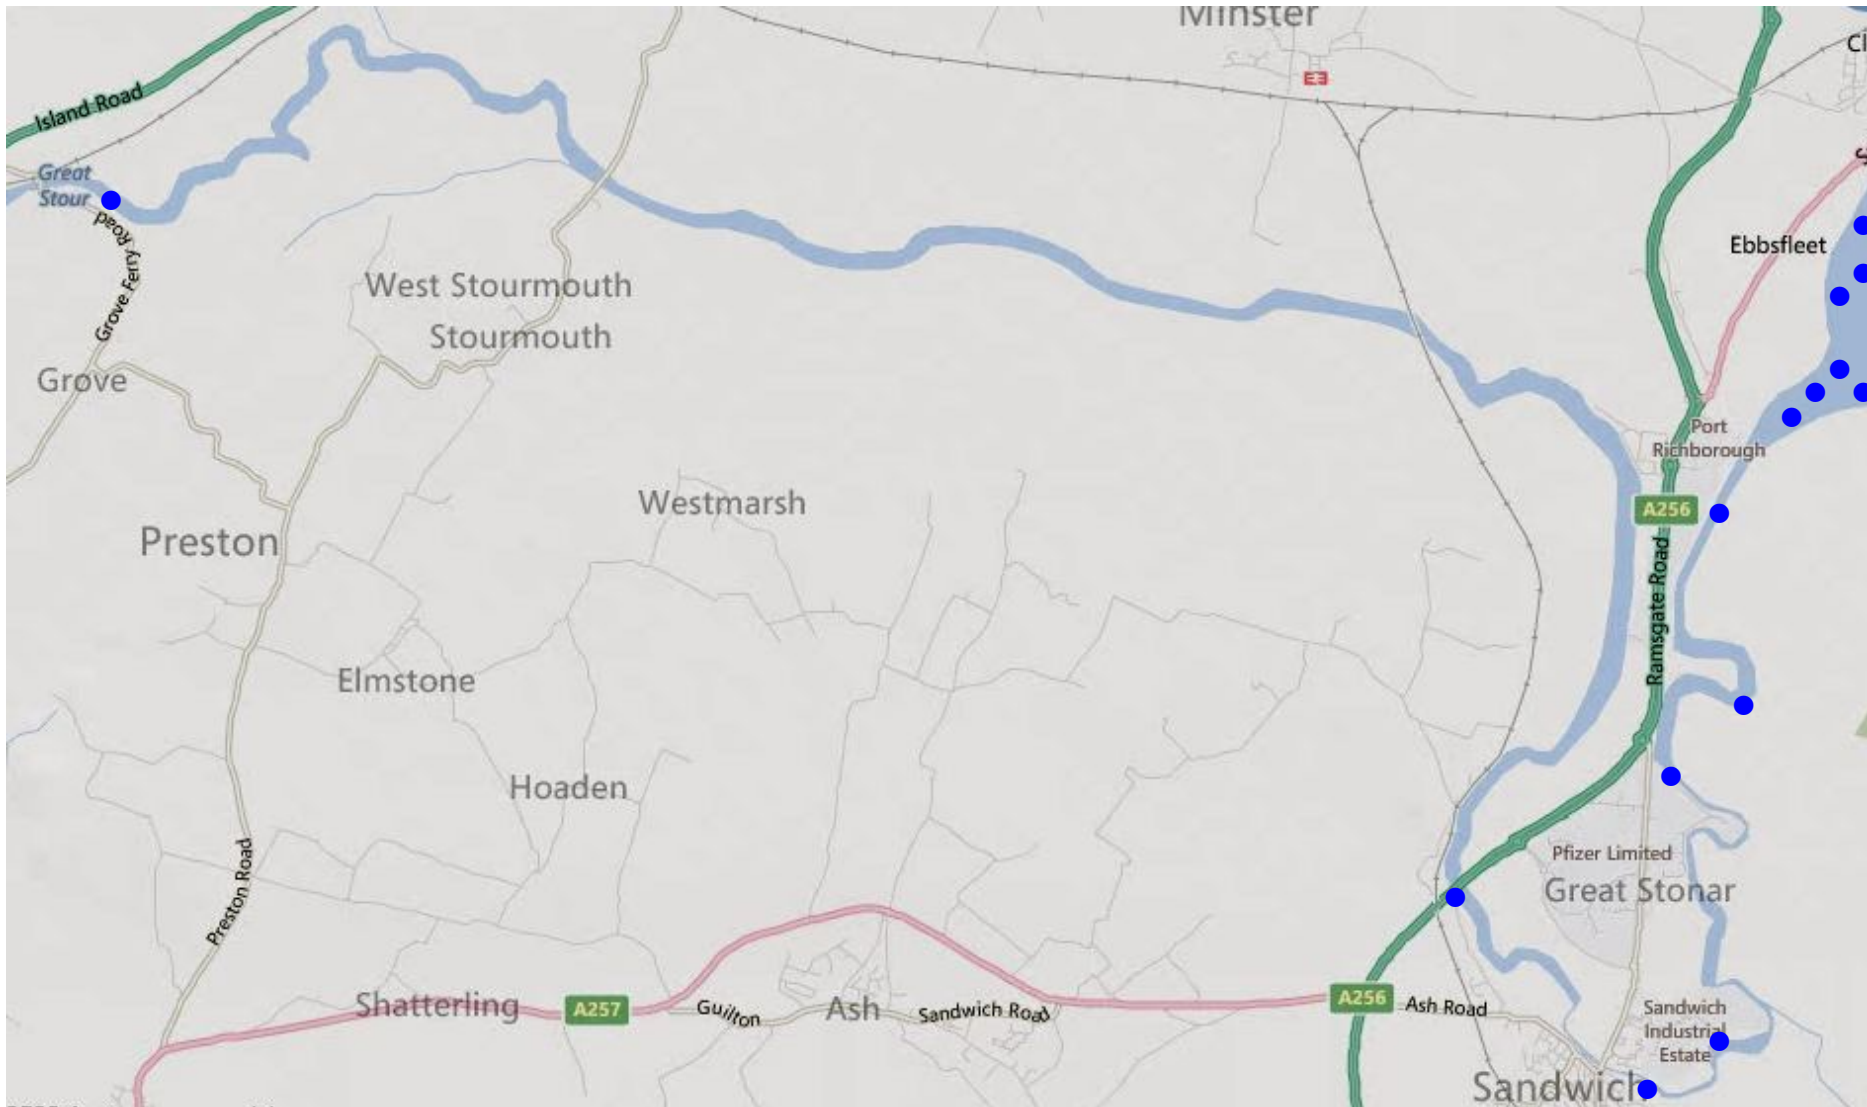 Minster
Cl
Island Road
Great
Stour
Grove Ferry Road
Ebbsfleet
West Stourmouth
Stourmouth
Grove
Port
Richborough
Westmarsh
A256
Preston
Ramsgate Road
Elmstone
Hoaden
Pfizer Limited
Great Stonar
Preston Road
Shatterling
A257
Guilton
Ash
Sandwich Road
A256
Ash Road
Sandwich
Industrial
Estate
Sandwich